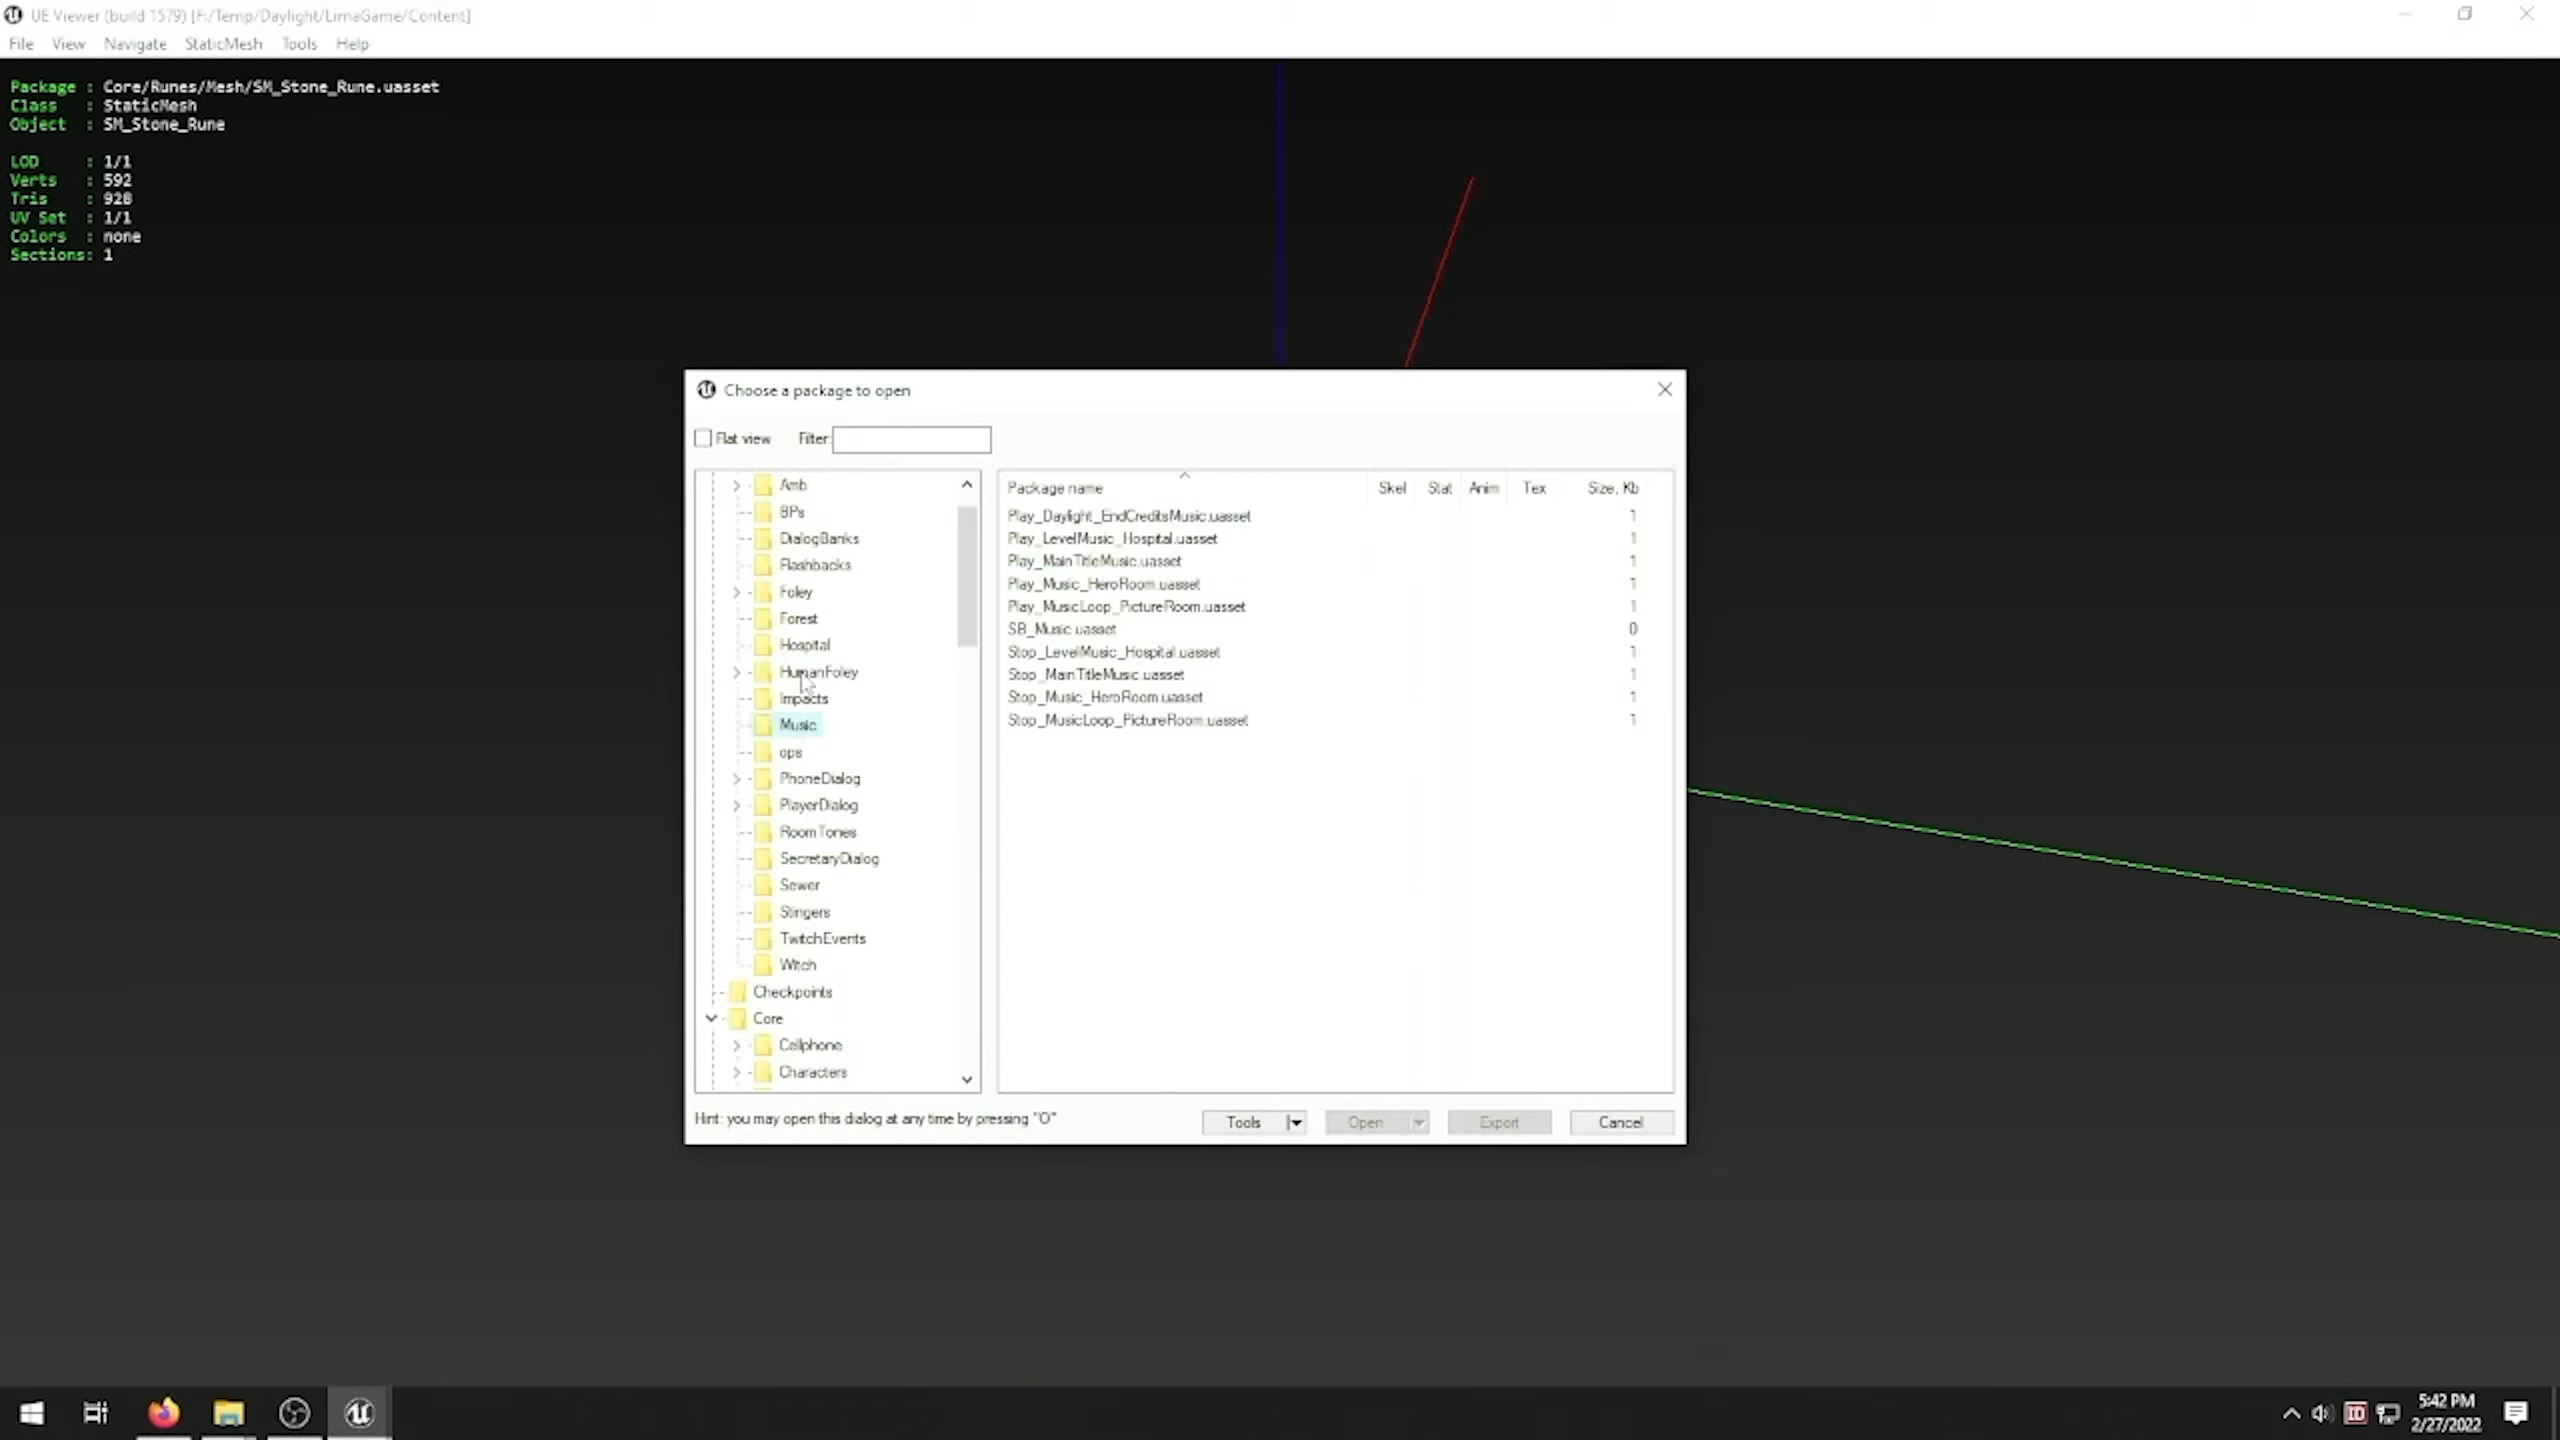 UE Viewer (build 1579) [F:/Temp/Daylight/LimaGame/Content]
File View Navigate StaticMesh Tools Help
Package : Core/Runes/Mesh/SM_Stone_Rune.uasset
Class : StaticMesh
Object : SM_Stone_Rune
LOD : 1/1
Verts : 592
Tris : 928
UV Set : 1/1
Colors : none
Sections: 1
Choose a package to open
Flat view Filter:
Amb
BPs
DialogBanks
Flashbacks
Foley
Forest
Hospital
HumanFoley
Impacts
Music
ops
PhoneDialog
PlayerDialog
RoomTones
SecretaryDialog
Sewer
Stingers
TwitchEvents
Witch
Checkpoints
Core
Cellphone
Characters
Package name Skel Stat Anim Tex Size, Kb
Play_Daylight_EndCreditsMusic.uasset 1
Play_LevelMusic_Hospital.uasset 1
Play_MainTitleMusic.uasset 1
Play_Music_HeroRoom.uasset 1
Play_MusicLoop_PictureRoom.uasset 1
SB_Music.uasset 0
Stop_LevelMusic_Hospital.uasset 1
Stop_MainTitleMusic.uasset 1
Stop_Music_HeroRoom.uasset 1
Stop_MusicLoop_PictureRoom.uasset 1
Hint: you may open this dialog at any time by pressing "O"
Tools Open Export Cancel
5:42 PM
2/27/2022